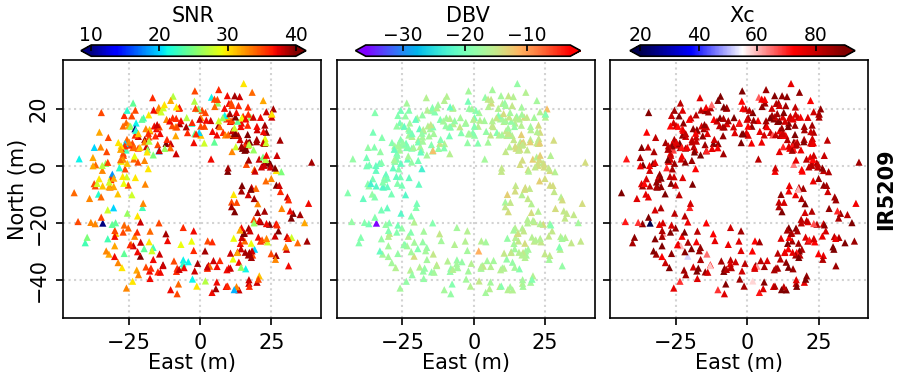 SNR DBV Xc
10 20 30 40 −30 −20 −10 20 40 60 80
North (m)
20
0
−20
−40
IR5209
−25 0 25 −25 0 25 −25 0 25
East (m) East (m) East (m)